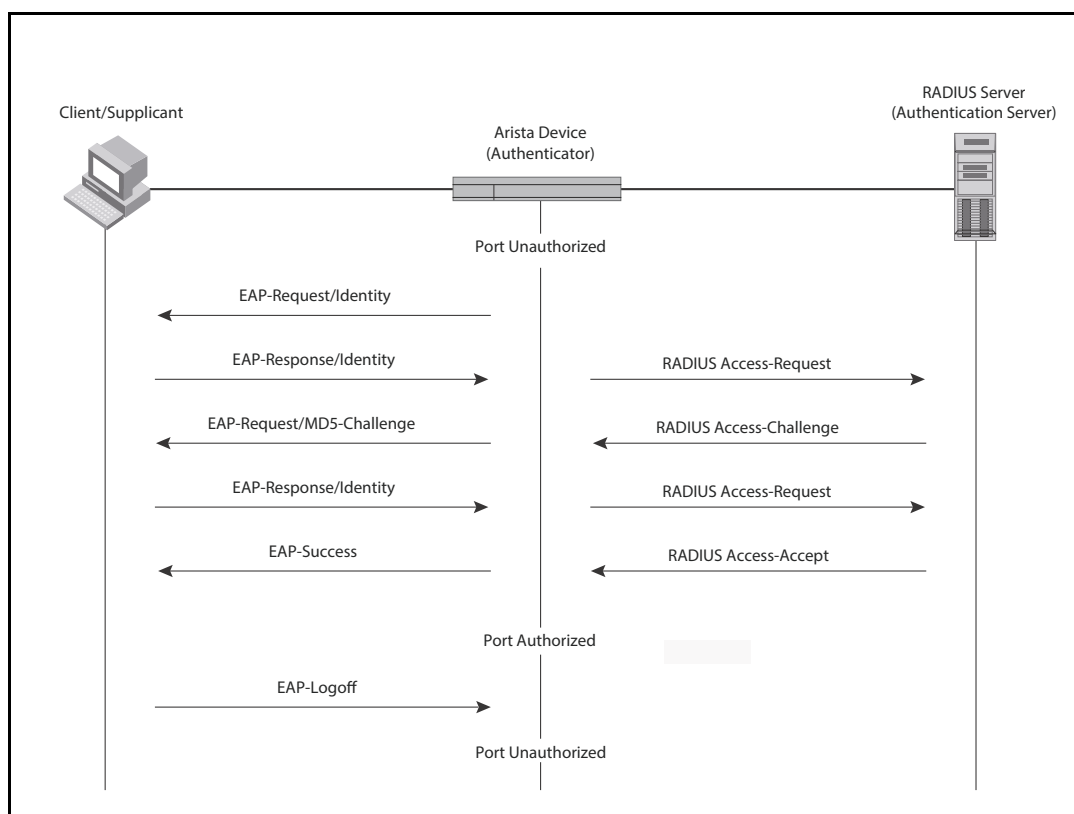 Client/Supplicant
Arista Device
(Authenticator)
RADIUS Server
(Authentication Server)
Port Unauthorized
EAP-Request/Identity
EAP-Response/Identity
RADIUS Access-Request
EAP-Request/MD5-Challenge
RADIUS Access-Challenge
EAP-Response/Identity
RADIUS Access-Request
EAP-Success
RADIUS Access-Accept
Port Authorized
EAP-Logoff
Port Unauthorized